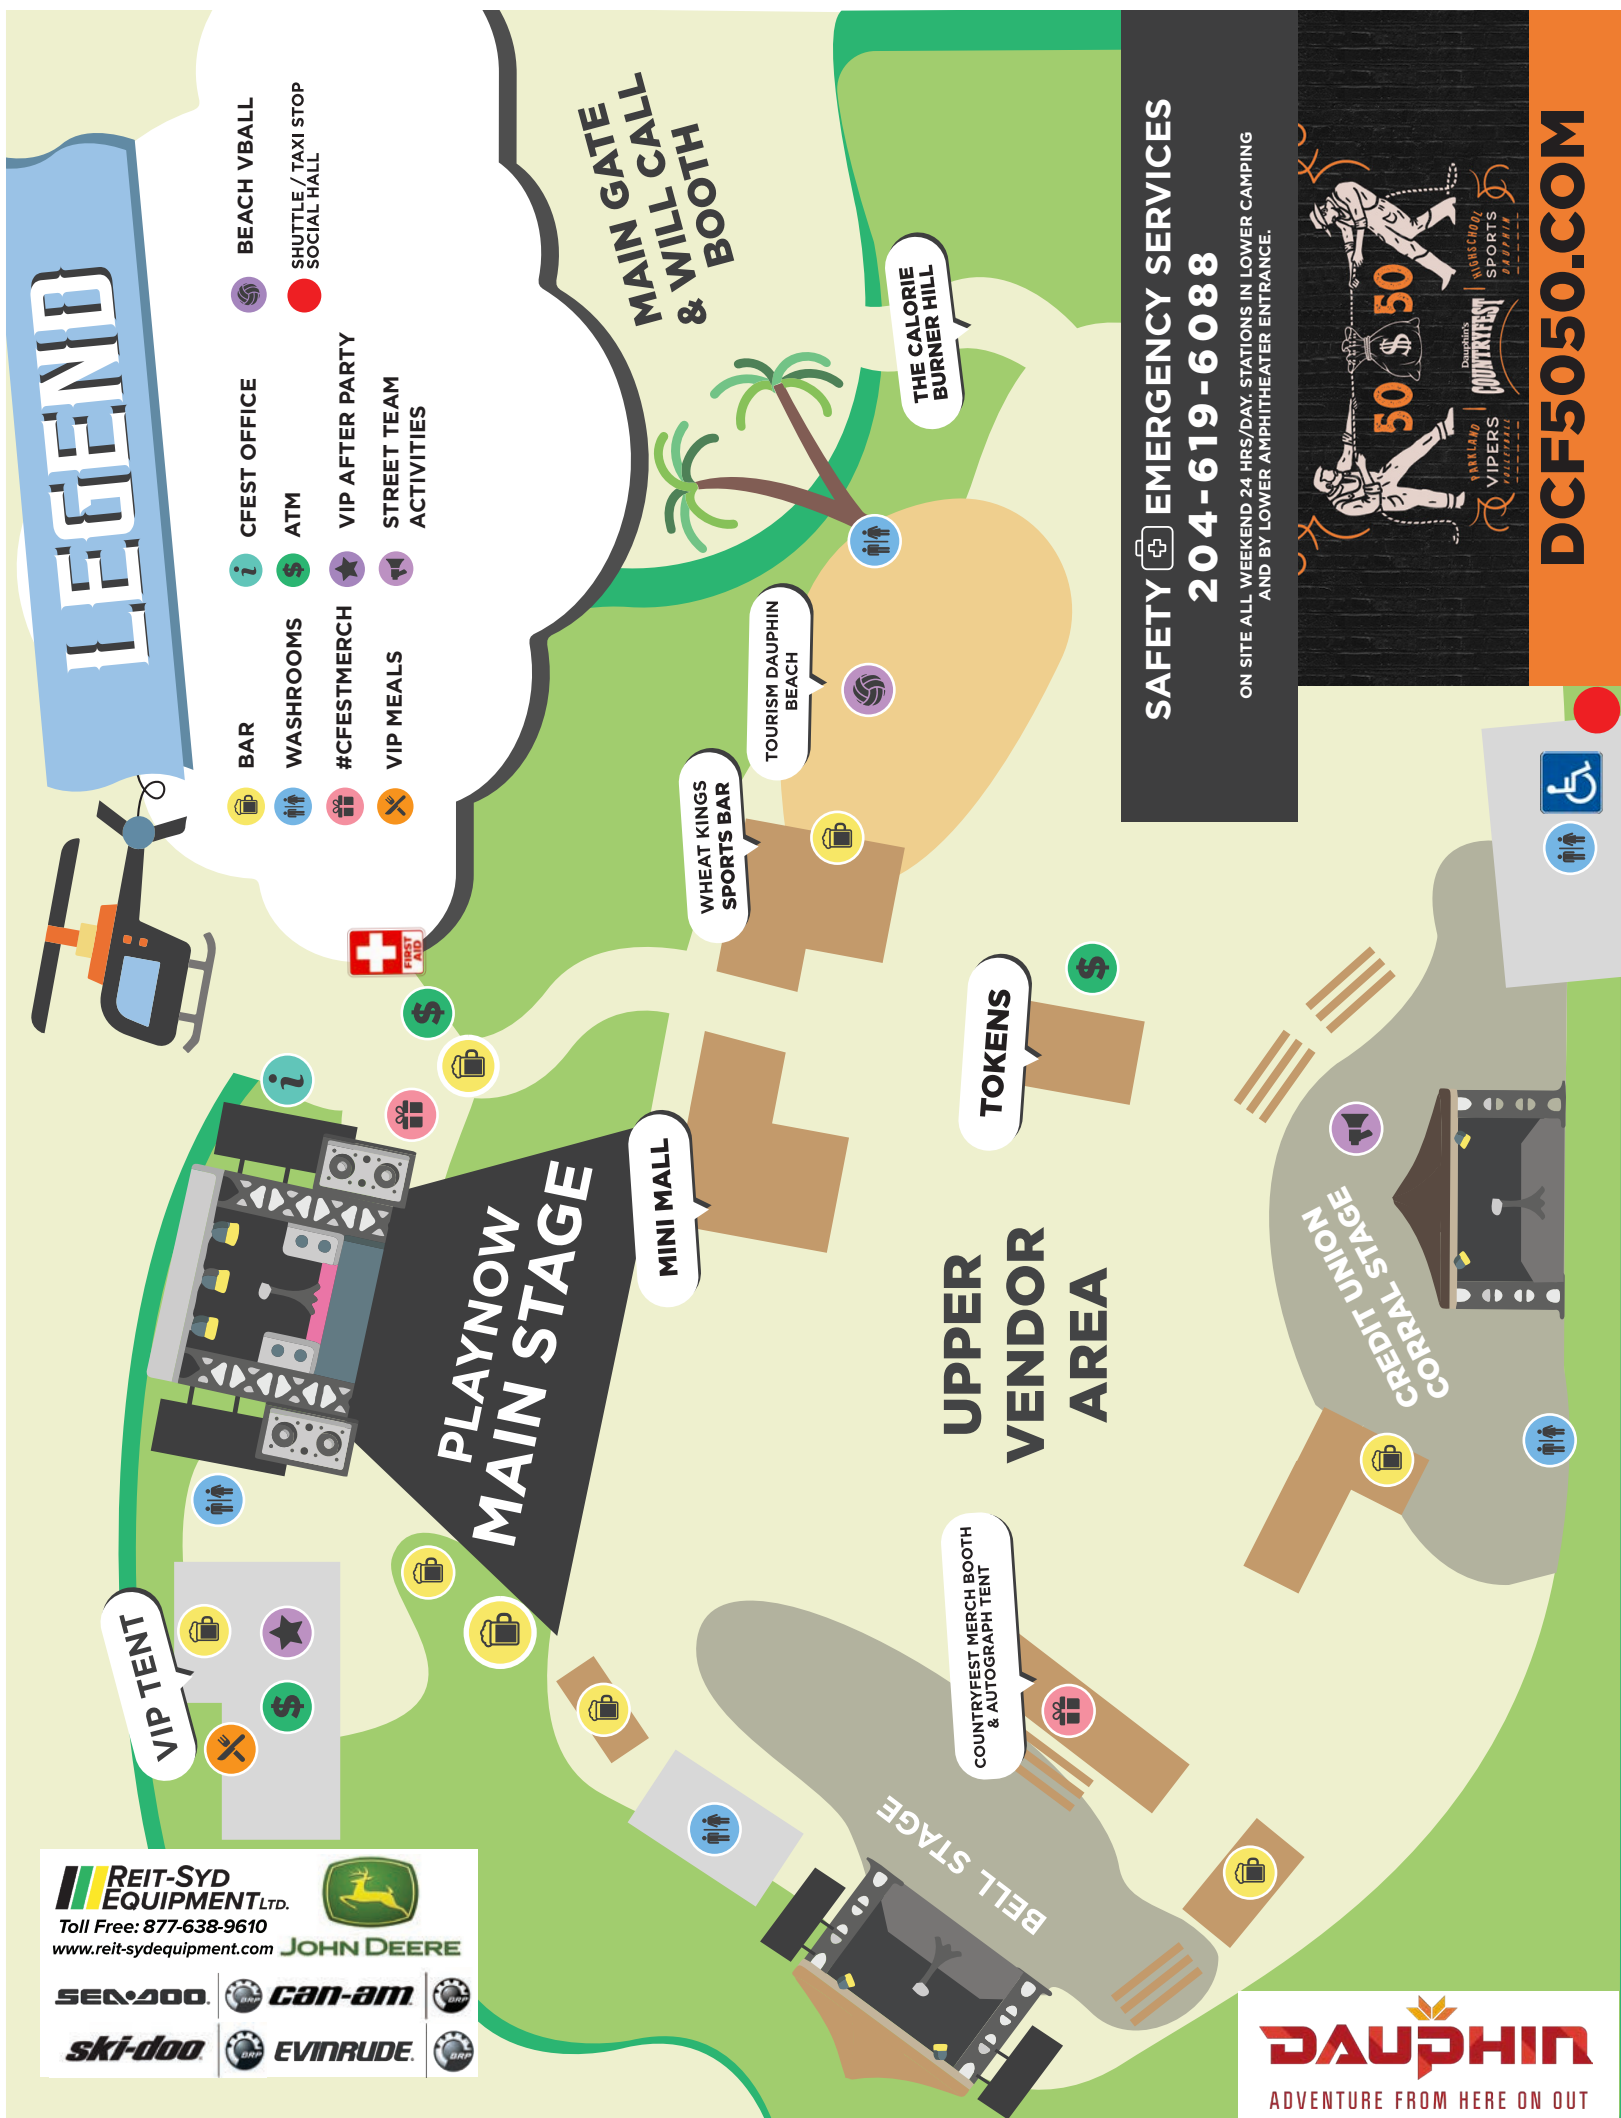 LEGEND
BAR
WASHROOMS
#CFESTMERCH
VIP MEALS
CFEST OFFICE
ATM
VIP AFTER PARTY
STREET TEAM
ACTIVITIES
BEACH VBALL
SHUTTLE / TAXI STOP
SOCIAL HALL
MAIN GATE
& WILL CALL
BOOTH
THE CALORIE
BURNER HILL
TOURISM DAUPHIN
BEACH
WHEAT KINGS
SPORTS BAR
FIRST
AID
MINI MALL
TOKENS
PLAYNOW
MAIN STAGE
UPPER
VENDOR
AREA
CREDIT UNION
CORRAL STAGE
COUNTRYFEST MERCH BOOTH
& AUTOGRAPH TENT
BELL STAGE
VIP TENT
SAFETY EMERGENCY SERVICES
204-619-6088
ON SITE ALL WEEKEND 24 HRS/DAY. STATIONS IN LOWER CAMPING
AND BY LOWER AMPHITHEATER ENTRANCE.
50 $ 50
PARKLAND
VIPERS
VOLLEYBALL
Dauphin's
COUNTRYFEST
HIGHSCHOOL
SPORTS
DAUPHIN
DCF5050.COM
REIT-SYD
EQUIPMENT LTD.
Toll Free: 877-638-9610
www.reit-sydequipment.com
JOHN DEERE
SEA-DOO BRP can-am BRP
ski-doo BRP EVINRUDE BRP
DAUPHIN
ADVENTURE FROM HERE ON OUT